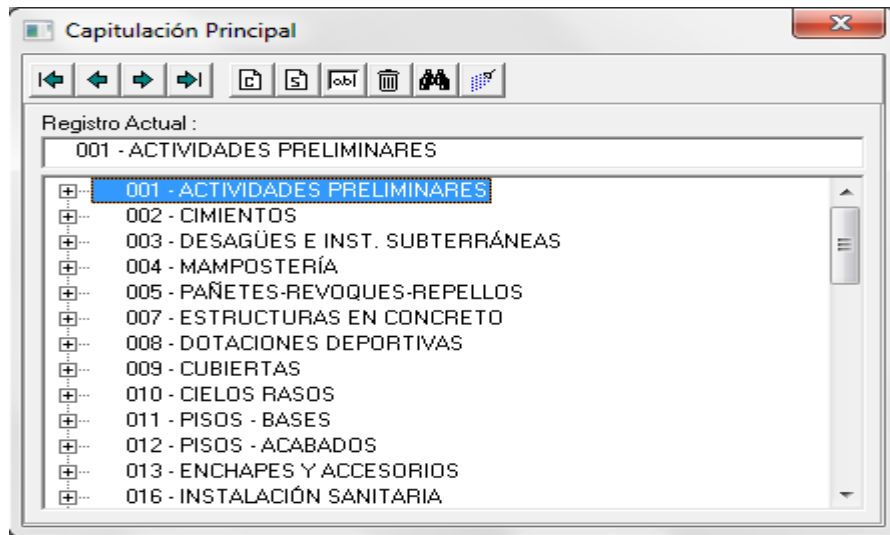 Capitulación Principal
C S abl
Registro Actual :
001 - ACTIVIDADES PRELIMINARES
001 - ACTIVIDADES PRELIMINARES
002 - CIMIENTOS
003 - DESAGÜES E INST. SUBTERRÁNEAS
004 - MAMPOSTERÍA
005 - PAÑETES-REVOQUES-REPELLOS
007 - ESTRUCTURAS EN CONCRETO
008 - DOTACIONES DEPORTIVAS
009 - CUBIERTAS
010 - CIELOS RASOS
011 - PISOS - BASES
012 - PISOS - ACABADOS
013 - ENCHAPES Y ACCESORIOS
016 - INSTALACIÓN SANITARIA